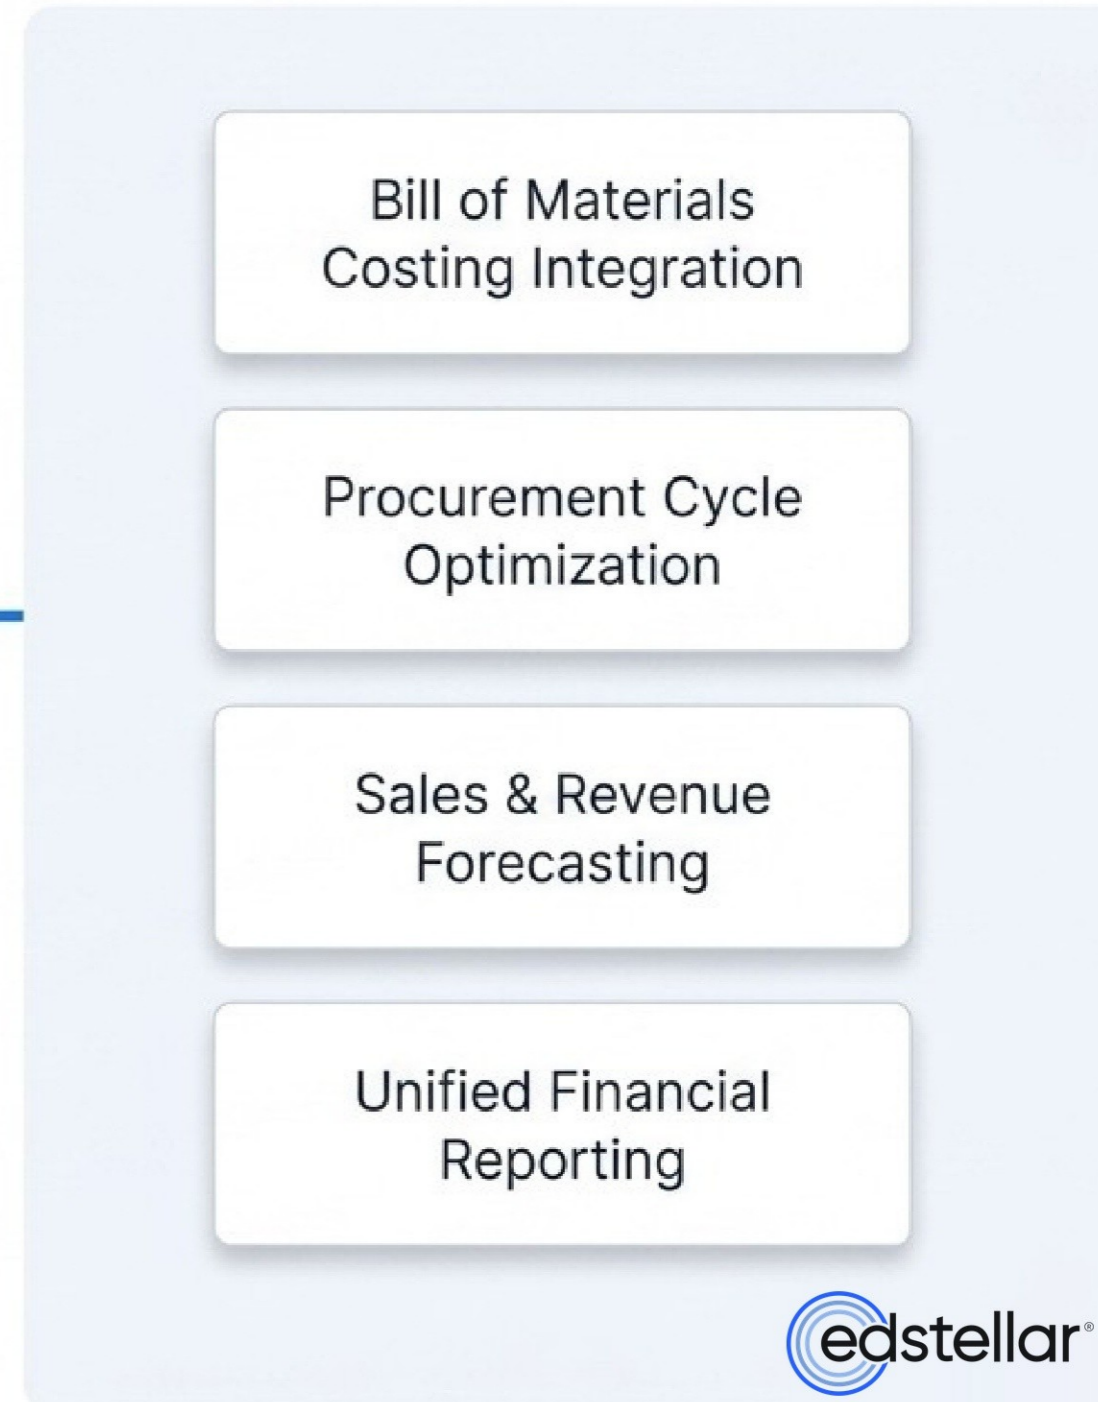 Bill of Materials
Costing Integration
Procurement Cycle
Optimization
Sales & Revenue
Forecasting
Unified Financial
Reporting
edstellar®